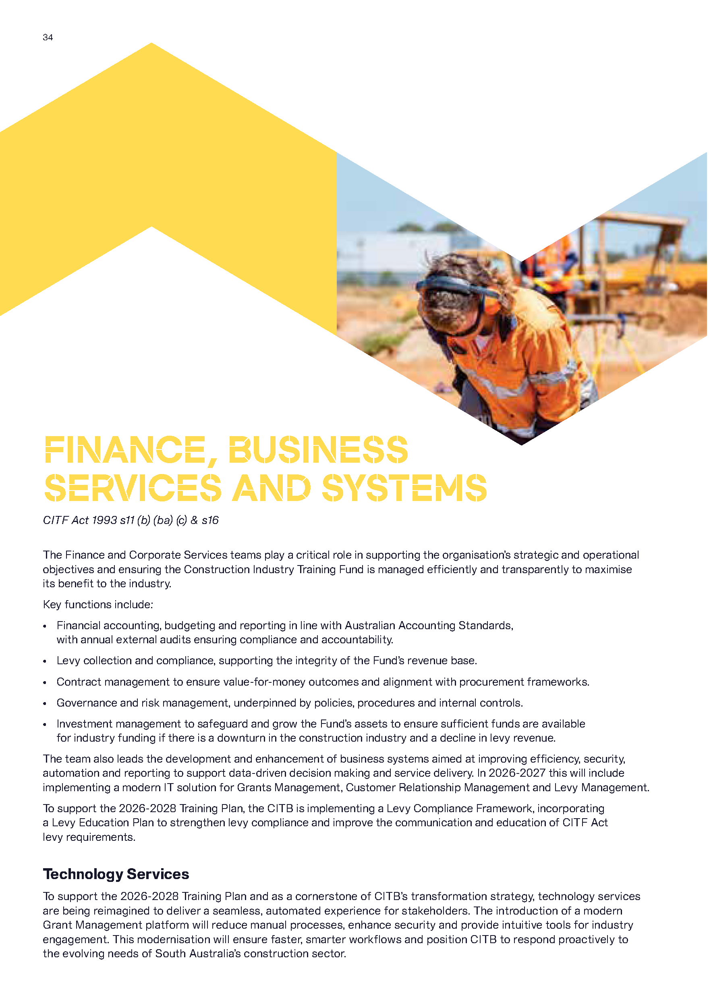 34
FINANCE, BUSINESS
SERVICES AND SYSTEMS
CITF Act 1993 s11 (b) (ba) (c) & s16
The Finance and Corporate Services teams play a critical role in supporting the organisation’s strategic and operational
objectives and ensuring the Construction Industry Training Fund is managed efficiently and transparently to maximise
its benefit to the industry.
Key functions include:
• Financial accounting, budgeting and reporting in line with Australian Accounting Standards,
with annual external audits ensuring compliance and accountability.
• Levy collection and compliance, supporting the integrity of the Fund’s revenue base.
• Contract management to ensure value-for-money outcomes and alignment with procurement frameworks.
• Governance and risk management, underpinned by policies, procedures and internal controls.
• Investment management to safeguard and grow the Fund’s assets to ensure sufficient funds are available
for industry funding if there is a downturn in the construction industry and a decline in levy revenue.
The team also leads the development and enhancement of business systems aimed at improving efficiency, security,
automation and reporting to support data-driven decision making and service delivery. In 2026-2027 this will include
implementing a modern IT solution for Grants Management, Customer Relationship Management and Levy Management.
To support the 2026-2028 Training Plan, the CITB is implementing a Levy Compliance Framework, incorporating
a Levy Education Plan to strengthen levy compliance and improve the communication and education of CITF Act
levy requirements.
Technology Services
To support the 2026-2028 Training Plan and as a cornerstone of CITB’s transformation strategy, technology services
are being reimagined to deliver a seamless, automated experience for stakeholders. The introduction of a modern
Grant Management platform will reduce manual processes, enhance security and provide intuitive tools for industry
engagement. This modernisation will ensure faster, smarter workflows and position CITB to respond proactively to
the evolving needs of South Australia’s construction sector.